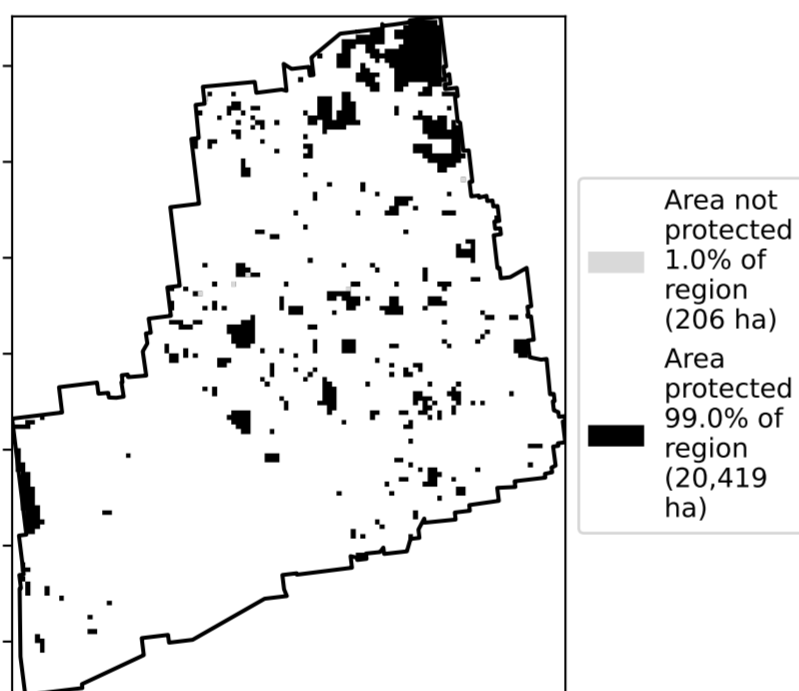 Area not
protected
1.0% of
region
(206 ha)
Area
protected
99.0% of
region
(20,419
ha)